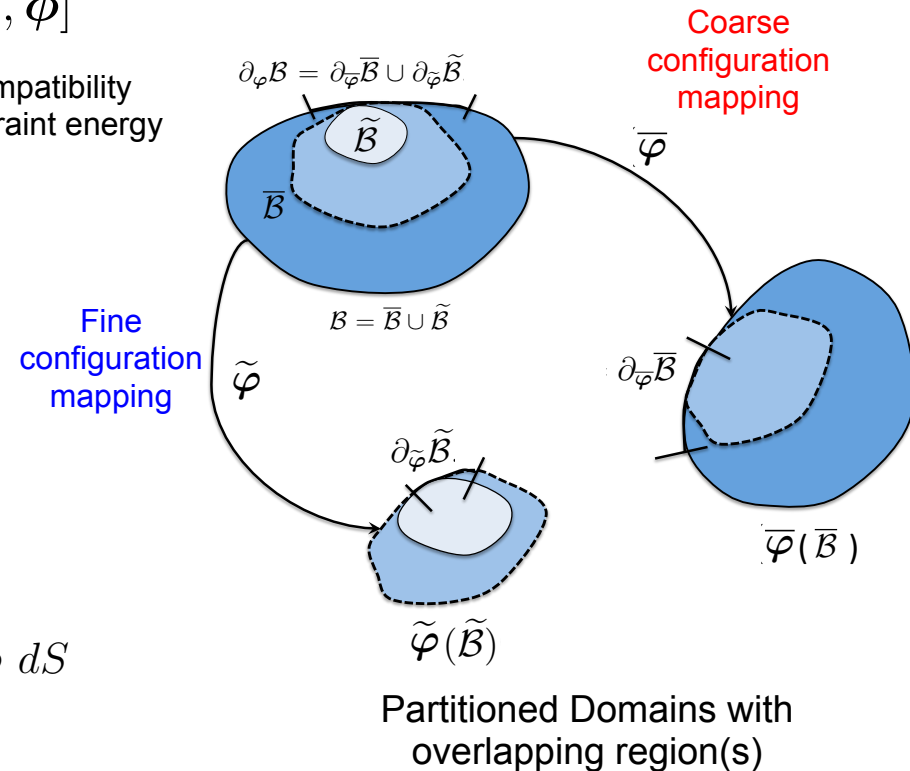 , ϕ]
mpatibility
raint energy
∂_φ B = ∂_φ̅ B̅ ∪ ∂_φ̃ B̃
Coarse
configuration
mapping
B̃
φ̅
B̅
B = B̅ ∪ B̃
Fine
configuration
mapping
φ̃
∂_φ̅ B̅
∂_φ̃ B̃
φ̅(B̅)
φ̃(B̃)
dS
Partitioned Domains with
overlapping region(s)